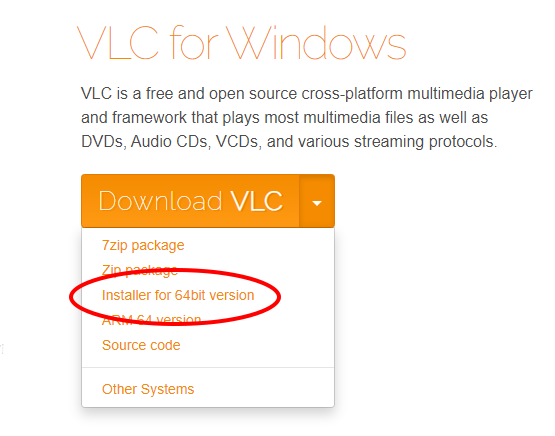 VLC for Windows
VLC is a free and open source cross-platform multimedia player
and framework that plays most multimedia files as well as
DVDs, Audio CDs, VCDs, and various streaming protocols.
Download VLC
7zip package
Zip package
Installer for 64bit version
ARM 64 version
Source code
Other Systems